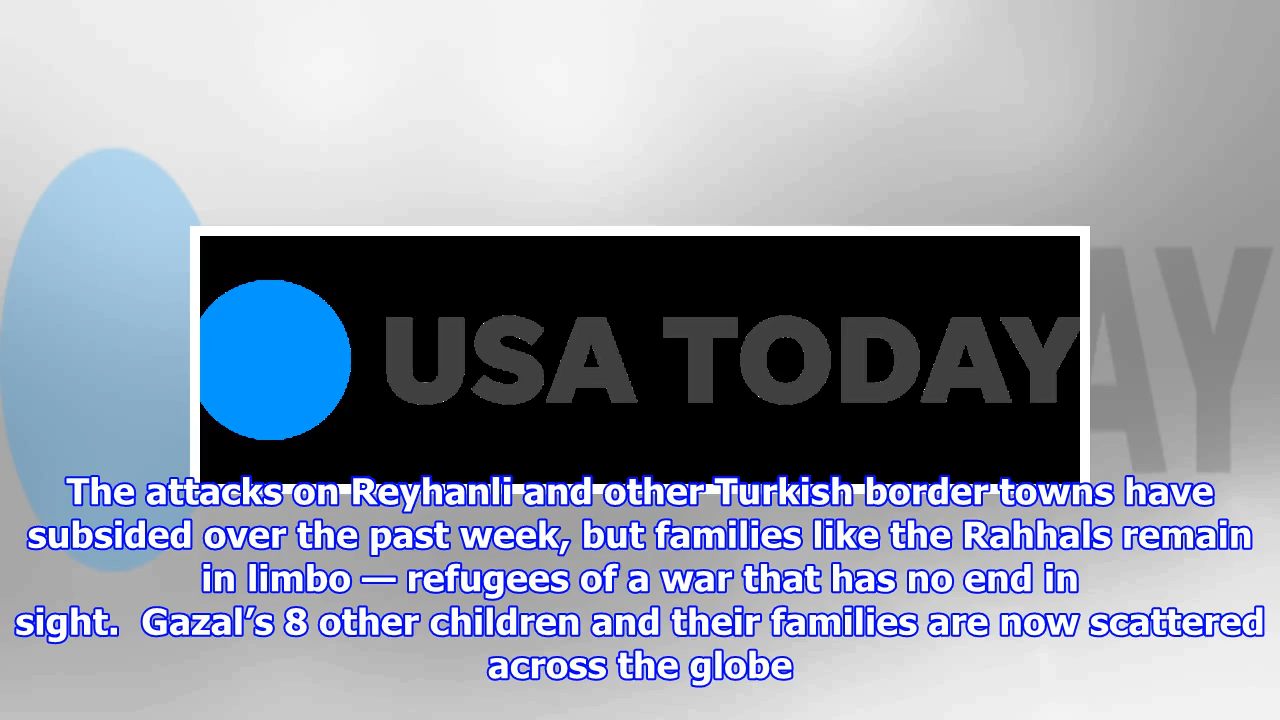 USA TODAY
AY
The attacks on Reyhanli and other Turkish border towns have
subsided over the past week, but families like the Rahhals remain
in limbo — refugees of a war that has no end in
sight.  Gazal’s 8 other children and their families are now scattered
across the globe